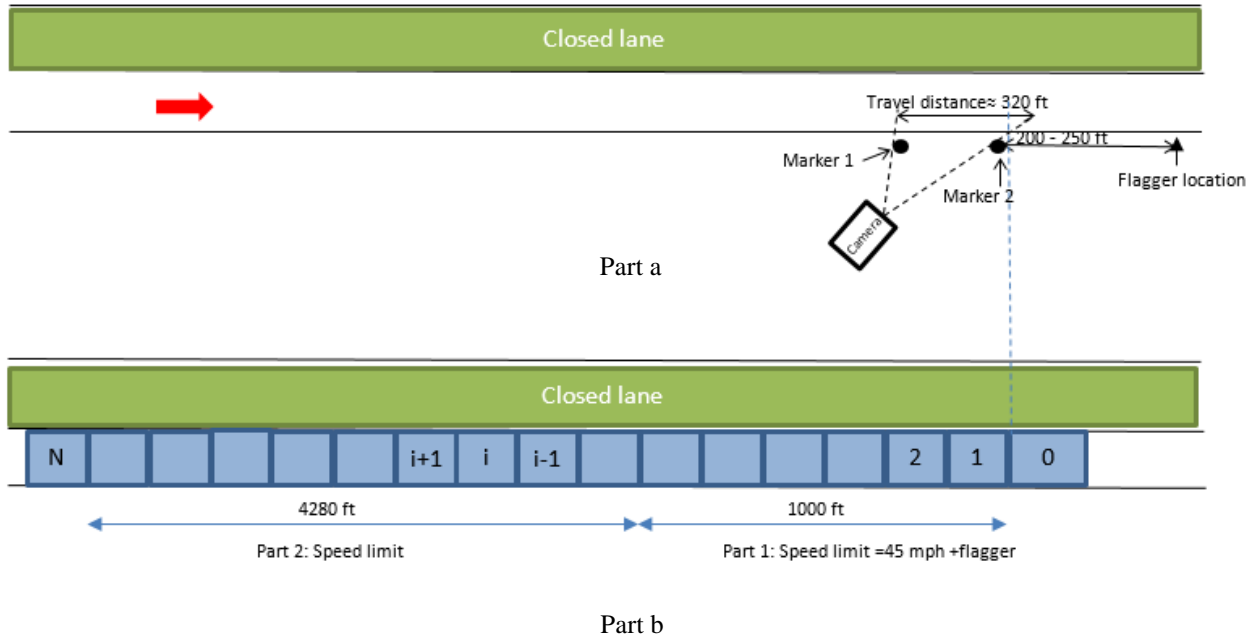 Closed lane
Travel distance≈ 320 ft
200 - 250 ft
Marker 1
Flagger location
Marker 2
Camera
Part a
Closed lane
N i+1 i i-1 2 1 0
4280 ft 1000 ft
Part 2: Speed limit Part 1: Speed limit =45 mph +flagger
Part b